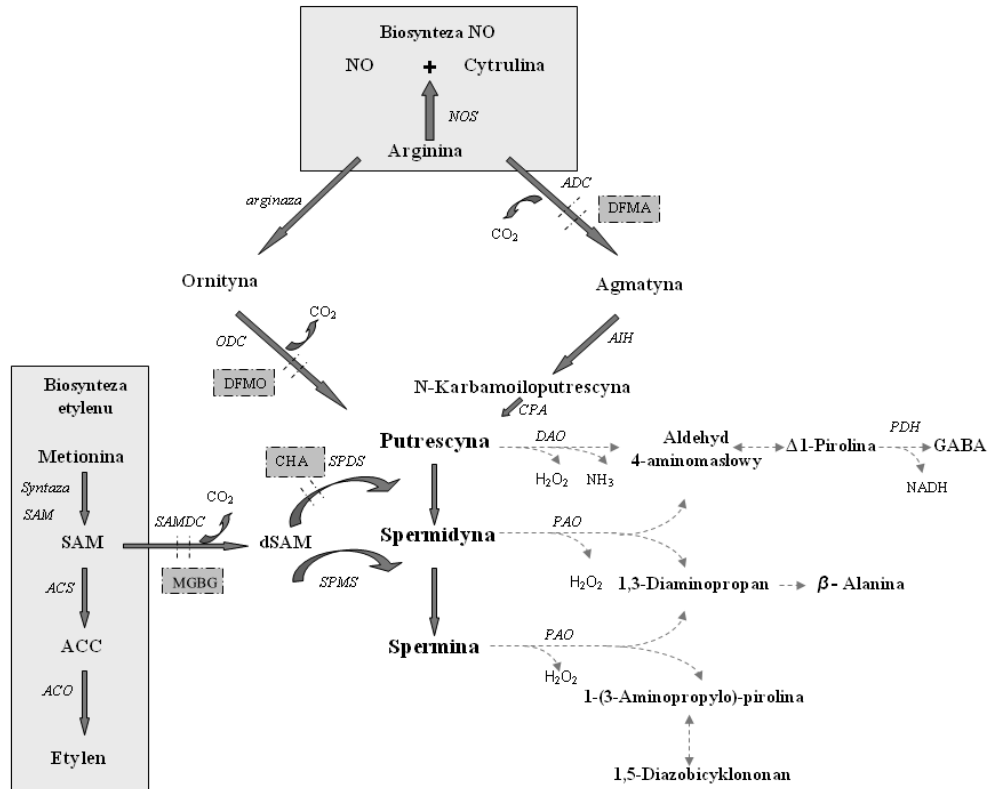 Biosynteza NO
NO + Cytrulina
NOS
Arginina
arginaza
ADC
DFMA
CO2
Ornityna
Agmatyna
CO2
ODC
AIH
DFMO
N-Karbamoiloputrescyna
CPA
Biosynteza
etylenu
Metionina
Syntaza
SAM
SAM
ACS
ACC
ACO
Etylen
SAMDC
CO2
MGBG
dSAM
CHA
SPDS
SPMS
Putrescyna
DAO
H2O2
NH3
Aldehyd
4-aminomasłowy
Δ1-Pirolina
PDH
GABA
NADH
Spermidyna
PAO
H2O2
1,3-Diaminopropan
β- Alanina
Spermina
PAO
H2O2
1-(3-Aminopropylo)-pirolina
1,5-Diazobicyklononan